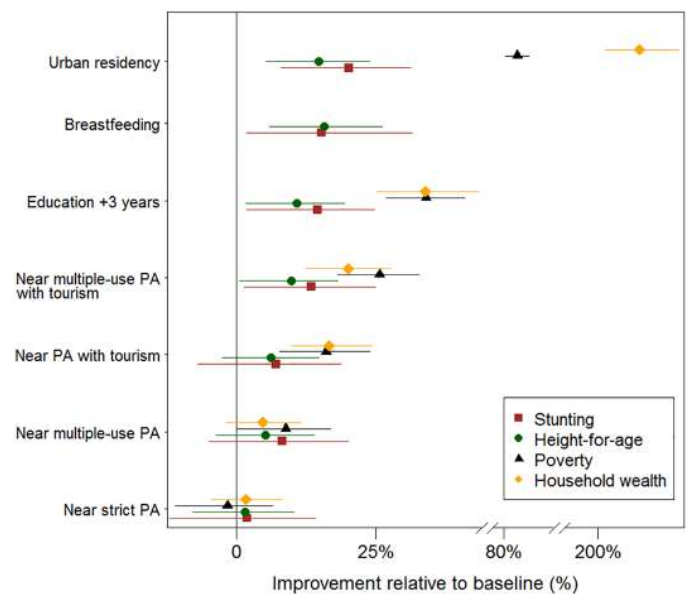 Urban residency
Breastfeeding
Education +3 years
Near multiple-use PA
with tourism
Near PA with tourism
Near multiple-use PA
Near strict PA
Stunting
Height-for-age
Poverty
Household wealth
0 25% 80% 200%
Improvement relative to baseline (%)